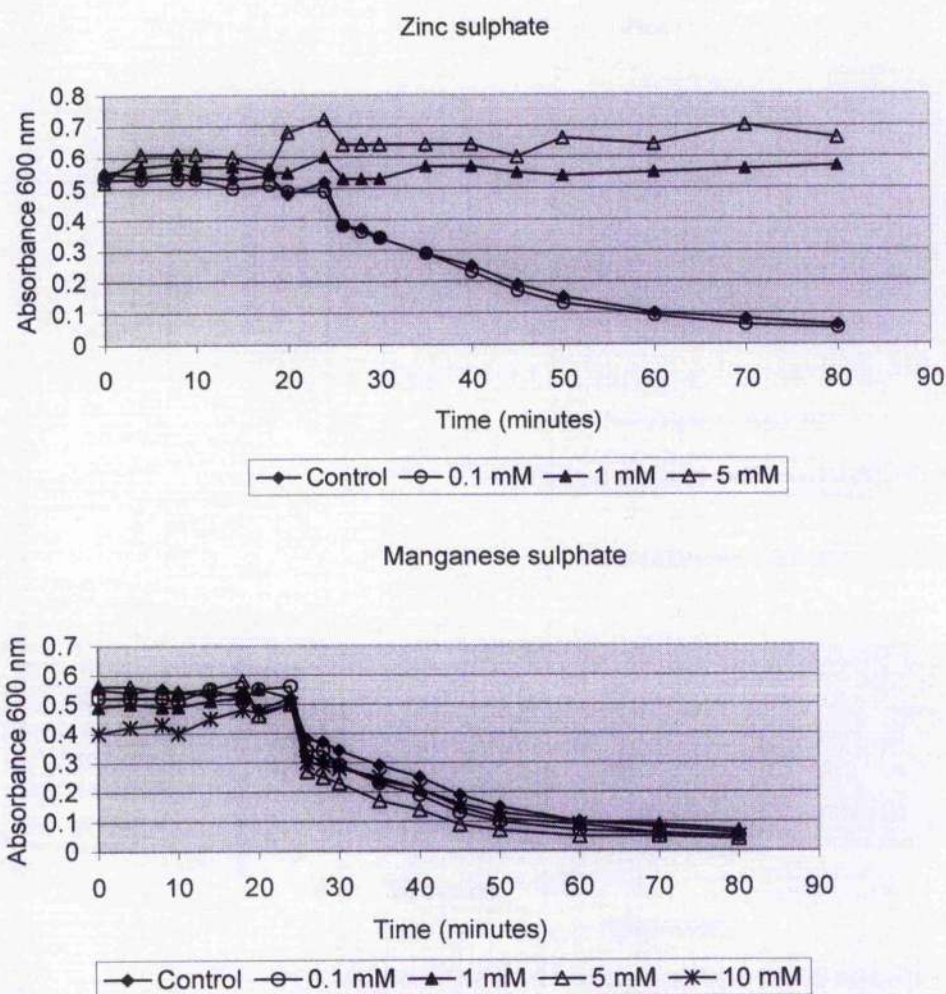 Zinc sulphate
Absorbance 600 nm
0.8
0.7
0.6
0.5
0.4
0.3
0.2
0.1
0
0 10 20 30 40 50 60 70 80 90
Time (minutes)
Control 0.1 mM 1 mM 5 mM
Manganese sulphate
Absorbance 600 nm
0.7
0.6
0.5
0.4
0.3
0.2
0.1
0
0 10 20 30 40 50 60 70 80 90
Time (minutes)
Control 0.1 mM 1 mM 5 mM 10 mM